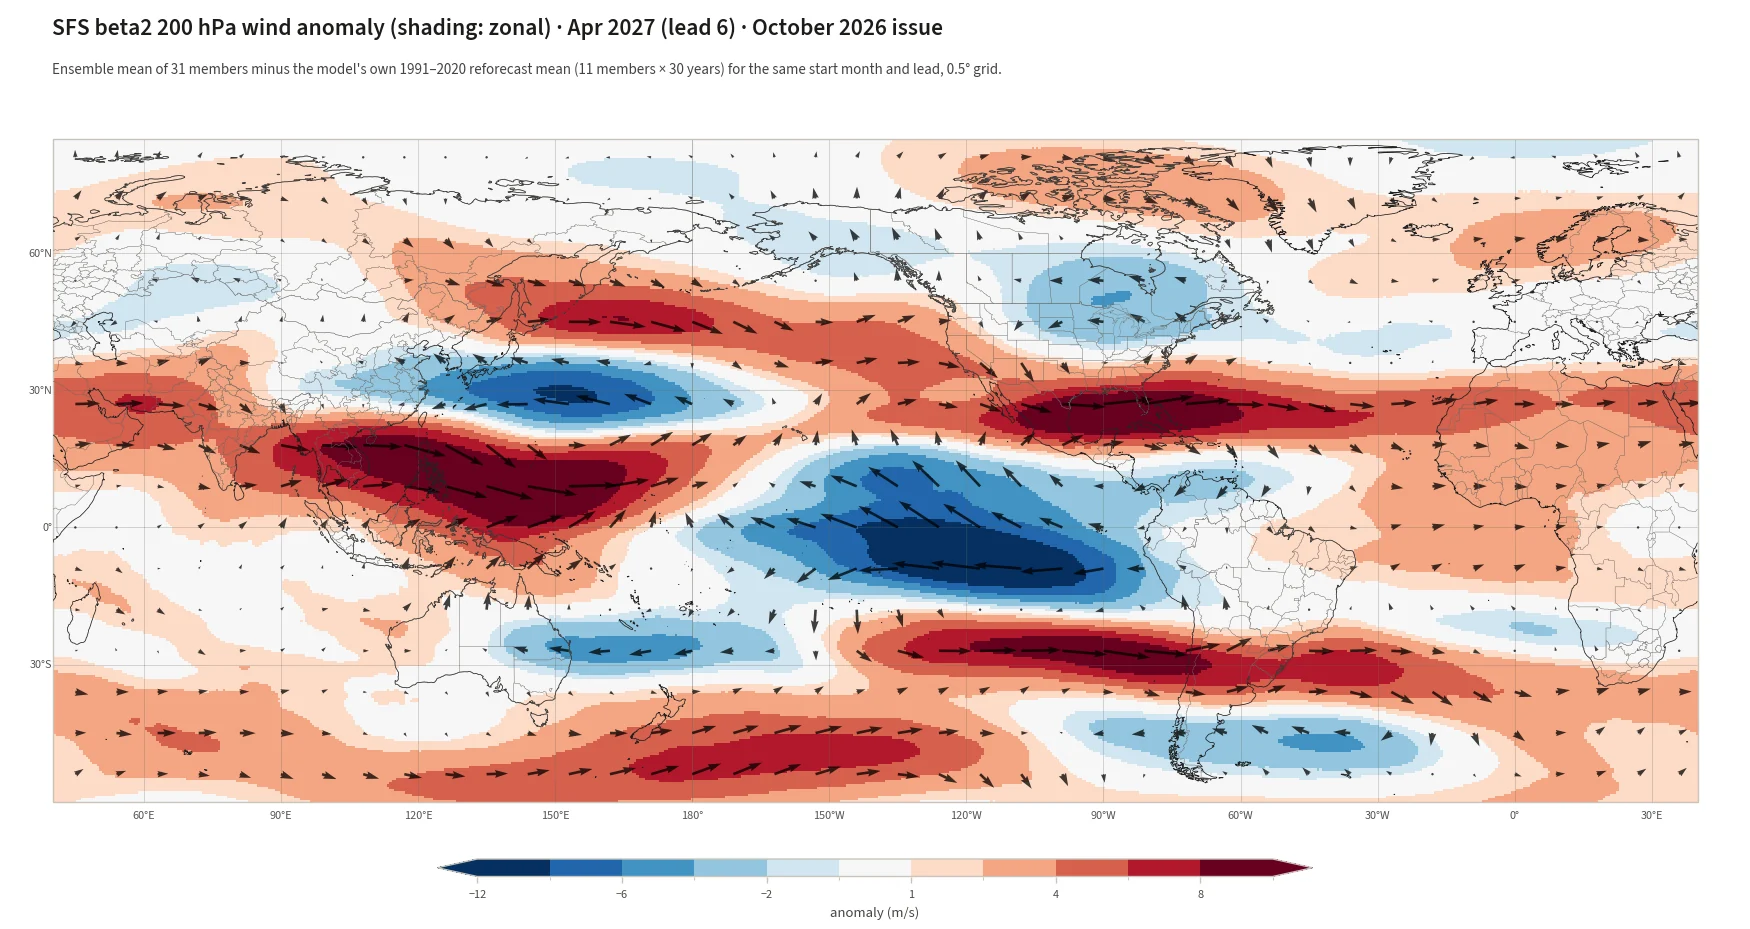 SFS beta2 200 hPa wind anomaly (shading: zonal) · Apr 2027 (lead 6) · October 2026 issue
Ensemble mean of 31 members minus the model's own 1991–2020 reforecast mean (11 members × 30 years) for the same start month and lead, 0.5° grid.
60°N
30°N
0°
30°S
60°E 90°E 120°E 150°E 180° 150°W 120°W 90°W 60°W 30°W 0° 30°E
−12 −6 −2 1 4 8
anomaly (m/s)